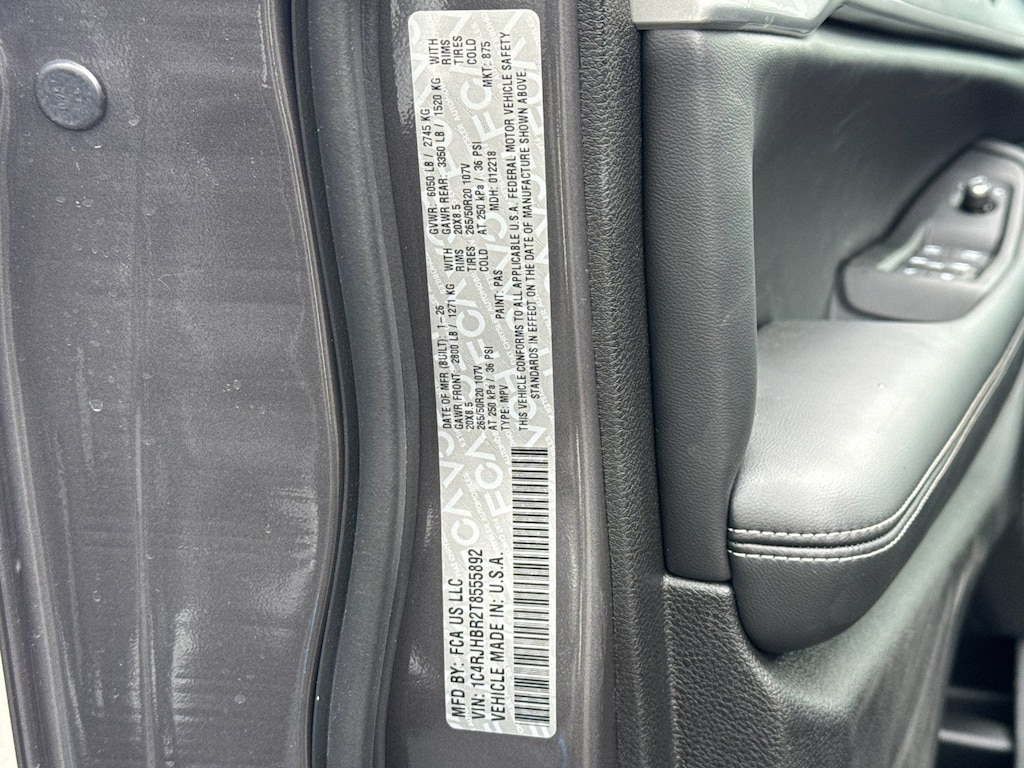 MFD BY: FCA US LLC
VIN: 1C4RJHBR2T8555892
VEHICLE MADE IN: U.S.A.
DATE OF MFR (BUILT): 1-26 GVWR: 6050 LB / 2745 KG
GAWR FRONT: 2800 LB / 1271 KG WITH GAWR REAR: 3350 LB / 1520 KG WITH
20X8.5 RIMS 20X8.5 RIMS
265/50R20 107V TIRES 265/50R20 107V TIRES
AT 250 kPa / 36 PSI COLD AT 250 kPa / 36 PSI COLD
TYPE: MPV PAINT: PAS MDH: 012218 MKT: 875
THIS VEHICLE CONFORMS TO ALL APPLICABLE U.S.A. FEDERAL MOTOR VEHICLE SAFETY
STANDARDS IN EFFECT ON THE DATE OF MANUFACTURE SHOWN ABOVE.